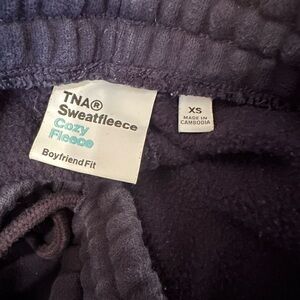 TNA®
Sweatfleece
Cozy
Fleece
Boyfriend Fit
XS
MADE IN
CAMBODIA